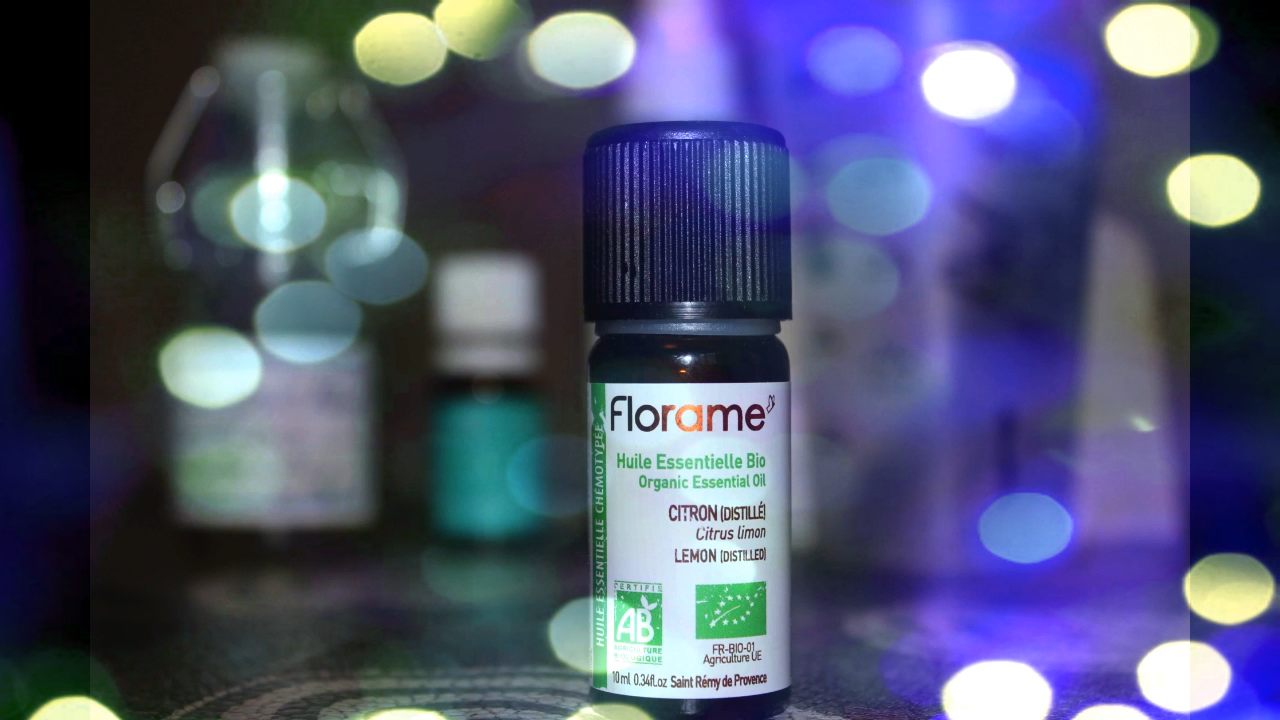 Florame
Huile Essentielle Bio
Organic Essential Oil
CITRON (DISTILLÉ)
Citrus limon
LEMON (DISTILLED)
HUILE ESSENTIELLE CHÉMOTYPÉE
CERTIFIÉ
AB
AGRICULTURE
BIOLOGIQUE
FR-BIO-01
Agriculture UE
10 ml 0.34fl.oz Saint Rémy de Provence